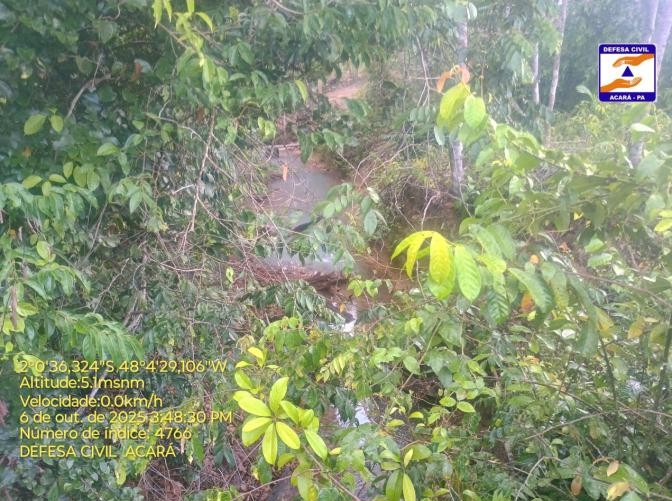 DEFESA CIVIL
ACARÁ - PA
2°0'36,324"S,48°4'29,106"W
Altitude:5.1msnm
Velocidade:0.0km/h
6 de out. de 2025 3:48:30 PM
Número de índice: 4766
DEFESA CIVIL ACARÁ